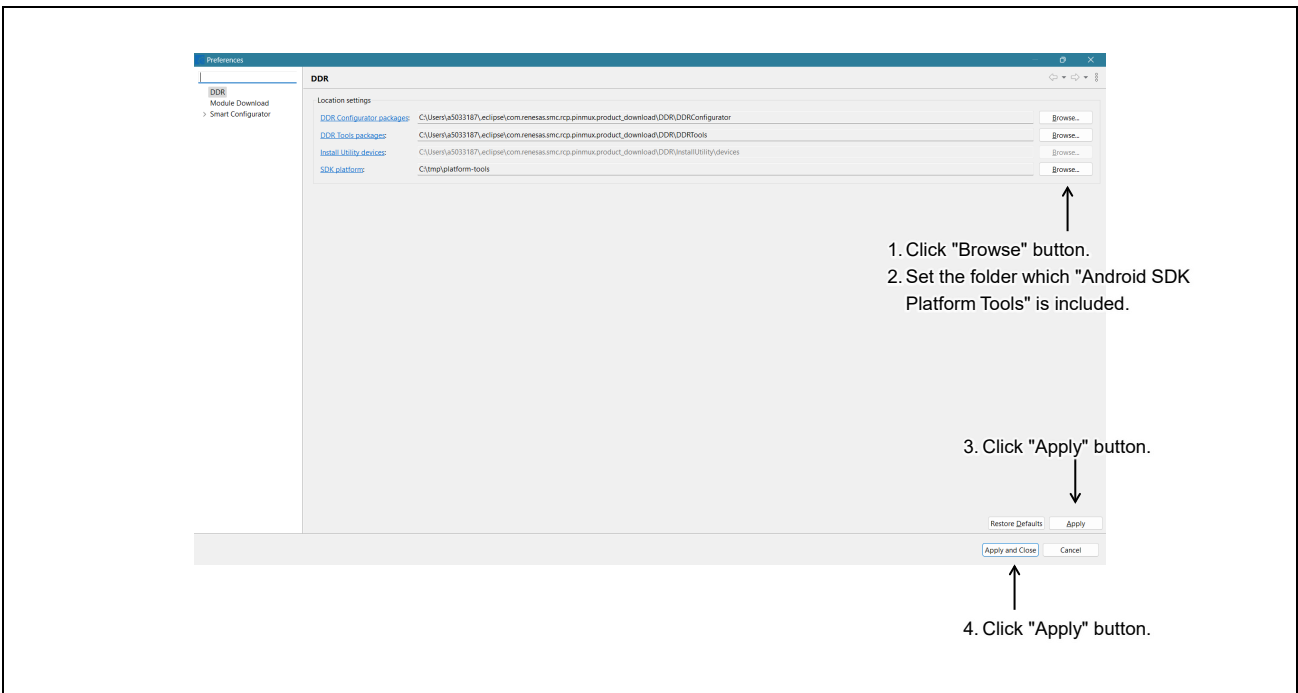 Preferences
DDR
Module Download
> Smart Configurator
DDR
Location settings
DDR Configurator packages: C:\Users\a5033187\.eclipse\com.renesas.smc.rcp.pinmux.product_download\DDR\DDRConfigurator Browse...
DDR Tools packages: C:\Users\a5033187\.eclipse\com.renesas.smc.rcp.pinmux.product_download\DDR\DDRTools Browse...
Install Utility devices: C:\Users\a5033187\.eclipse\com.renesas.smc.rcp.pinmux.product_download\DDR\InstallUtility\devices Browse...
SDK platform: C:\tmp\platform-tools Browse...
1. Click "Browse" button.
2. Set the folder which "Android SDK
Platform Tools" is included.
3. Click "Apply" button.
Restore Defaults Apply
Apply and Close Cancel
4. Click "Apply" button.